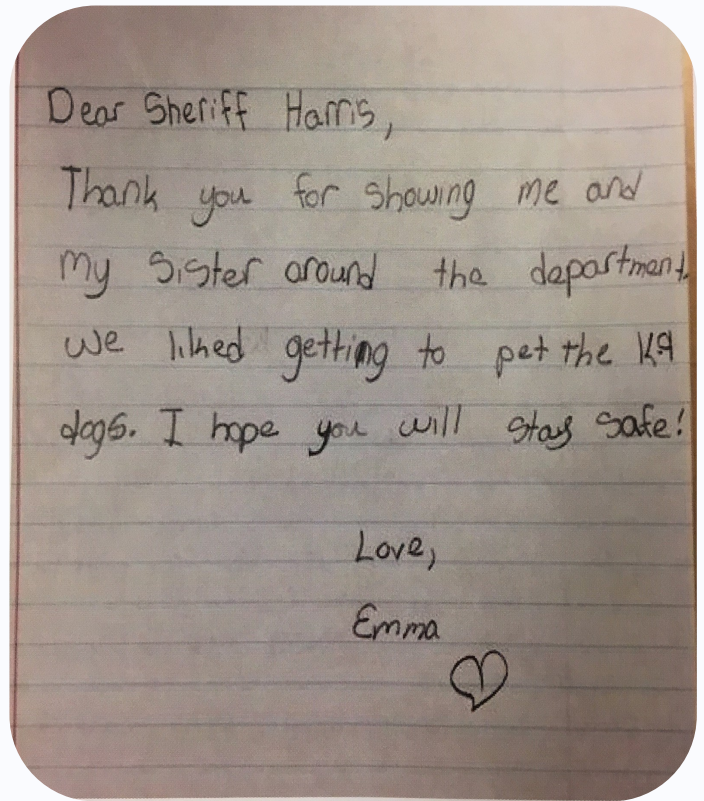 Dear Sheriff Harris,
Thank you for showing me and
my sister around the department.
We liked getting to pet the K9
dogs. I hope you will stay safe!
Love,
Emma